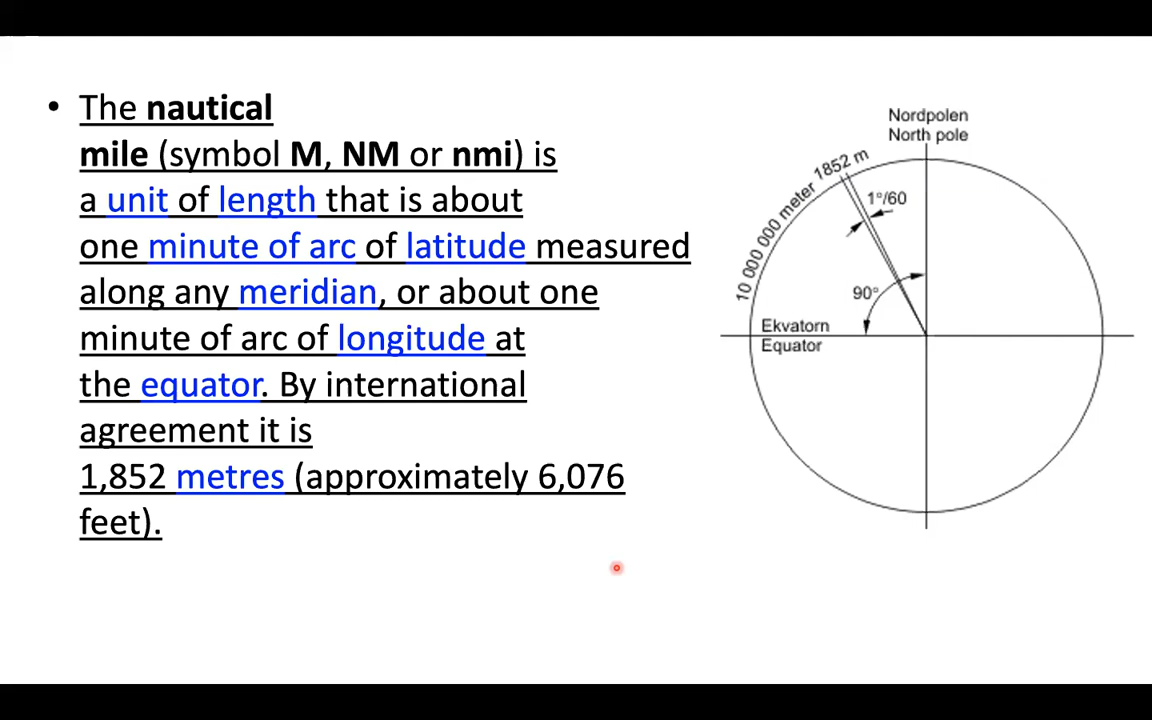 • The nautical
mile (symbol M, NM or nmi) is
a unit of length that is about
one minute of arc of latitude measured
along any meridian, or about one
minute of arc of longitude at
the equator. By international
agreement it is
1,852 metres (approximately 6,076
feet).
Nordpolen
North pole
1852 m
1°/60
10 000 000 meter
90°
Ekvatorn
Equator